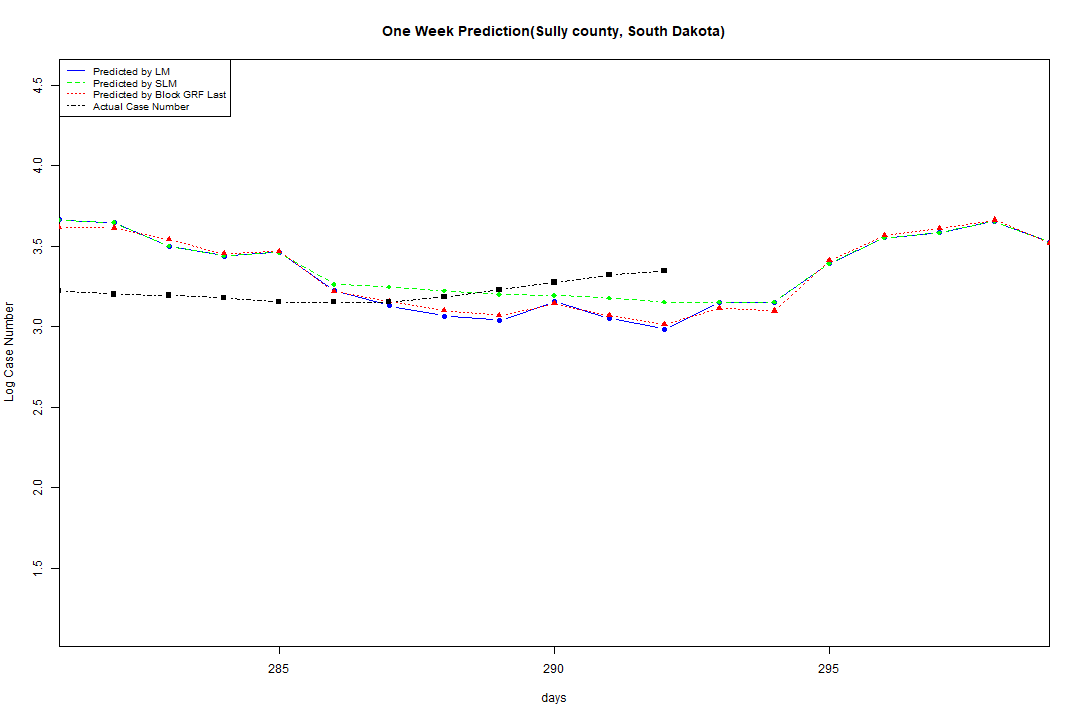 One Week Prediction(Sully county, South Dakota)
Predicted by LM
Predicted by SLM
Predicted by Block GRF Last
Actual Case Number
4.5
4.0
3.5
3.0
2.5
2.0
1.5
Log Case Number
285 290 295
days